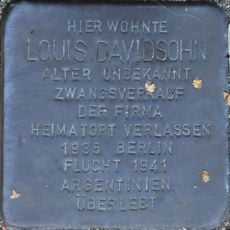 HIER WOHNTE
LOUIS DAVIDSOHN
ALTER UNBEKANNT
ZWANGSVERKAUF
DER FIRMA
HEIMATORT VERLASSEN
1936 BERLIN
FLUCHT 1941
ARGENTINIEN
ÜBERLEBT